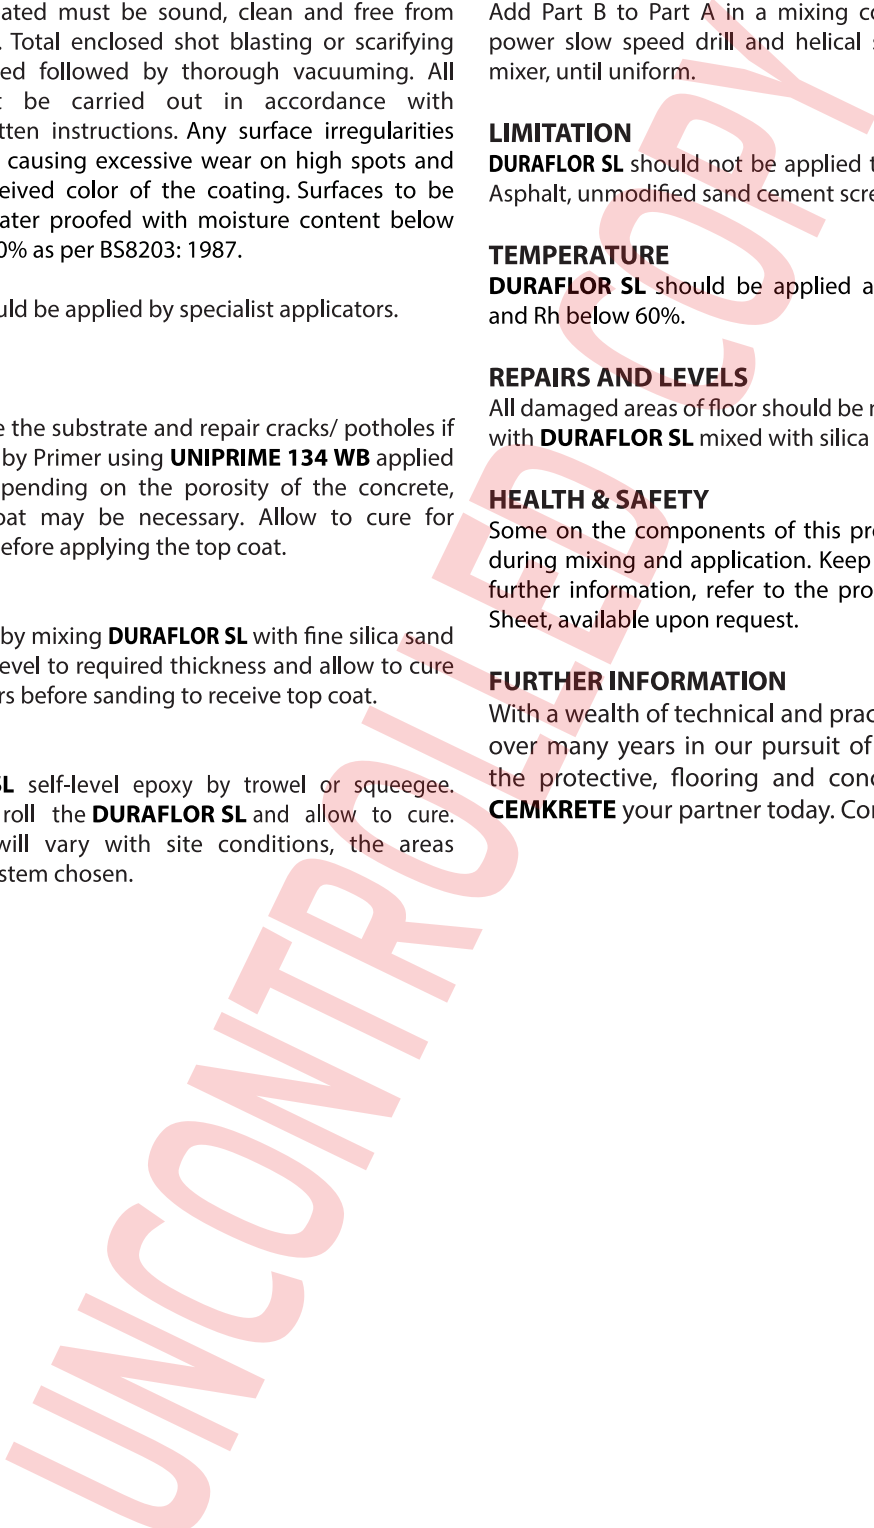 ated must be sound, clean and free from
. Total enclosed shot blasting or scarifying
ed followed by thorough vacuuming. All
t be carried out in accordance with
tten instructions. Any surface irregularities
causing excessive wear on high spots and
eived color of the coating. Surfaces to be
ater proofed with moisture content below
0% as per BS8203: 1987.
uld be applied by specialist applicators.
e the substrate and repair cracks/ potholes if
by Primer using UNIPRIME 134 WB applied
pending on the porosity of the concrete,
oat may be necessary. Allow to cure for
efore applying the top coat.
by mixing DURAFLOR SL with fine silica sand
evel to required thickness and allow to cure
rs before sanding to receive top coat.
SL self-level epoxy by trowel or squeegee.
roll the DURAFLOR SL and allow to cure.
will vary with site conditions, the areas
stem chosen.
Add Part B to Part A in a mixing co
power slow speed drill and helical s
mixer, until uniform.
LIMITATION
DURAFLOR SL should not be applied t
Asphalt, unmodified sand cement scre
TEMPERATURE
DURAFLOR SL should be applied a
and Rh below 60%.
REPAIRS AND LEVELS
All damaged areas of floor should be r
with DURAFLOR SL mixed with silica
HEALTH & SAFETY
Some on the components of this pro
during mixing and application. Keep
further information, refer to the pro
Sheet, available upon request.
FURTHER INFORMATION
With a wealth of technical and prac
over many years in our pursuit of
the protective, flooring and conc
CEMKRETE your partner today. Con
UNCONTROLLED COPY